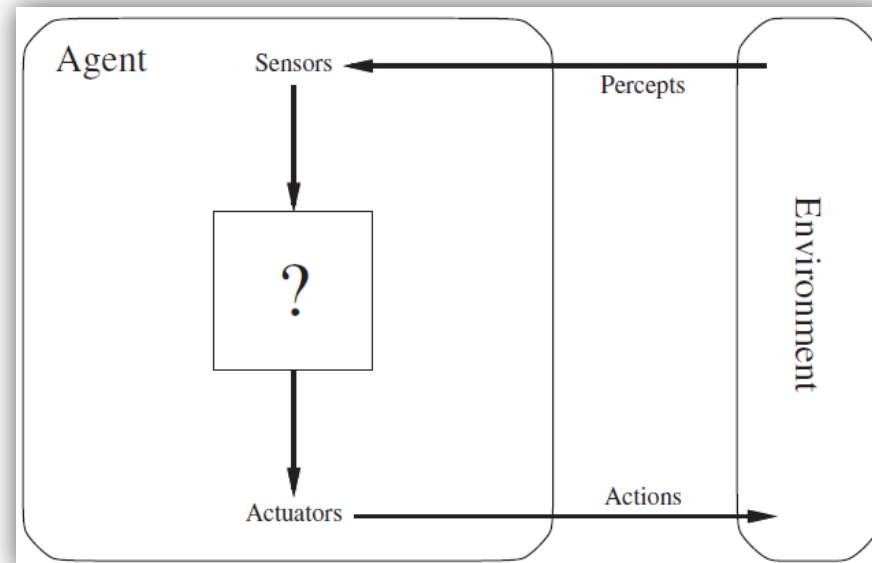 Agent
Sensors
Percepts
?
Environment
Actuators
Actions